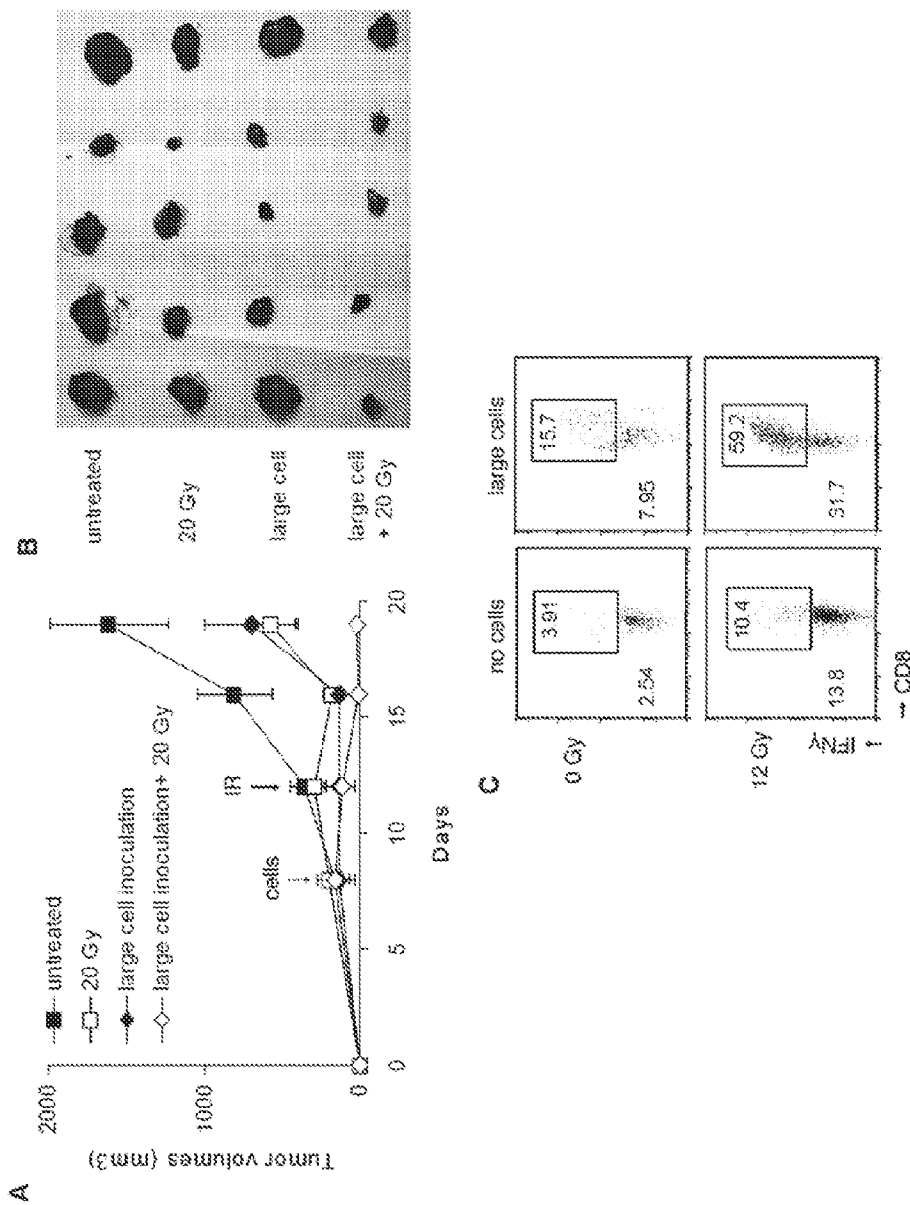 A
Tumor volumes (mm3)
2000
1000
0
untreated
20 Gy
large cell inoculation
large cell inoculation+ 20 Gy
cells
IR
0
5
10
15
20
Days
B
untreated
20 Gy
large cell
large cell
+ 20 Gy
C
no cells
large cells
0 Gy
3.91
2.54
15.7
7.95
12 Gy
10.4
13.8
59.2
31.7
↑ IFNγ
→ CD8